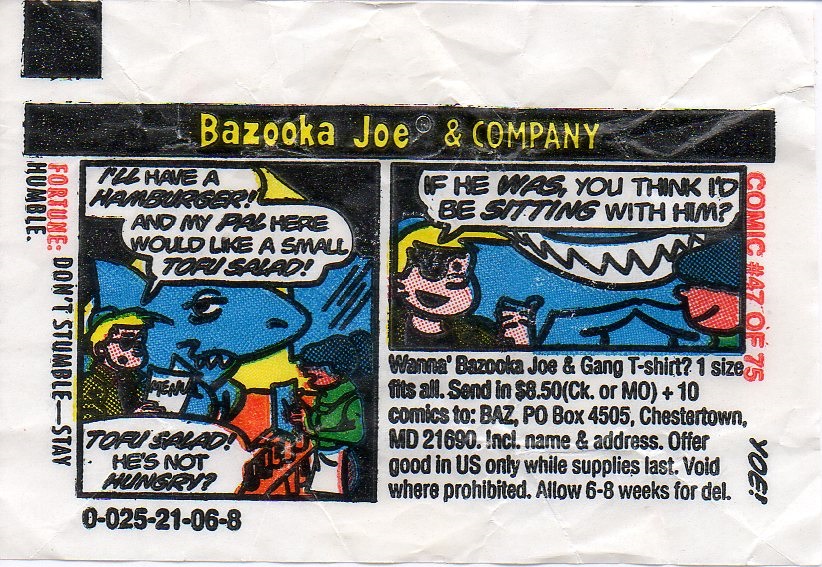 Bazooka Joe® & COMPANY
I'LL HAVE A
HAMBURGER!
AND MY PAL HERE
WOULD LIKE A SMALL
TOFU SALAD!
MENU
TOFU SALAD!
HE'S NOT
HUNGRY?
IF HE WAS, YOU THINK I'D
BE SITTING WITH HIM?
FORTUNE: DON'T STUMBLE—STAY
HUMBLE.
COMIC #47 OF 75
Wanna' Bazooka Joe & Gang T-shirt? 1 size
fits all. Send in $8.50(Ck. or MO) + 10
comics to: BAZ, PO Box 4505, Chestertown,
MD 21690. Incl. name & address. Offer
good in US only while supplies last. Void
where prohibited. Allow 6-8 weeks for del.
YOE!
0-025-21-06-8